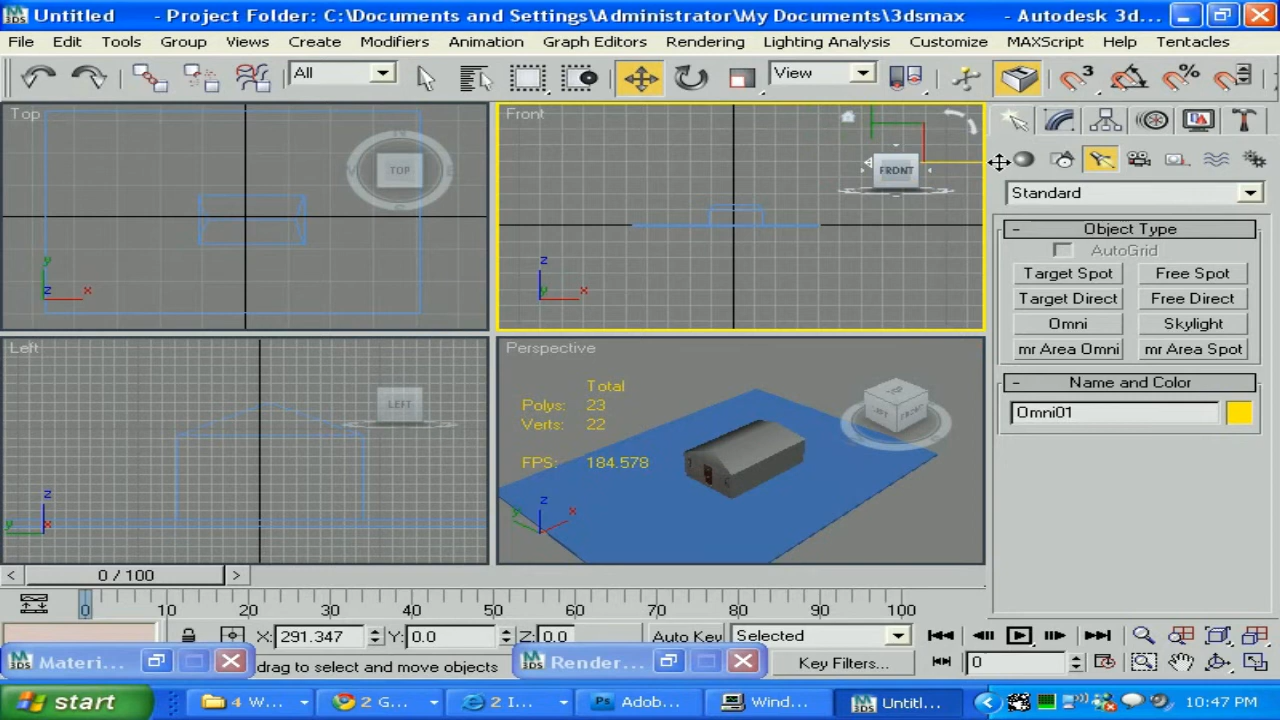 Untitled - Project Folder: C:\Documents and Settings\Administrator\My Documents\3dsmax - Autodesk 3d...
File Edit Tools Group Views Create Modifiers Animation Graph Editors Rendering Lighting Analysis Customize MAXScript Help Tentacles
All View 3 %
Top
TOP
y
z x
Front
FRONT
z
y x
Standard
- Object Type
AutoGrid
Target Spot Free Spot
Target Direct Free Direct
Omni Skylight
mr Area Omni mr Area Spot
- Name and Color
Omni01
Left
LEFT
z
y x
Perspective
Total
Polys: 23
Verts: 22
FPS: 184.578
z
y x
< 0 / 100 >
0 10 20 30 40 50 60 70 80 90 100
X: 291.347 Y: 0.0 Z: 0.0 Auto Key Selected
Materi... drag to select and move objects Render... Key Filters... 0
start 4 W... 2 G... 2 I... Adob... Wind... Untitl... 10:47 PM